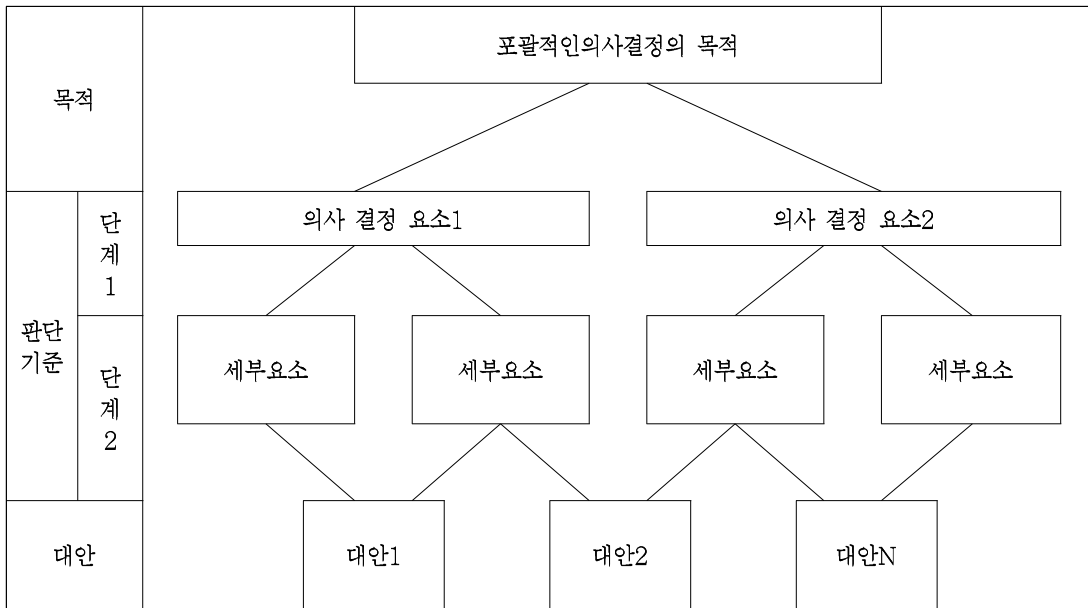 포괄적인의사결정의 목적
목적
의사 결정 요소1
의사 결정 요소2
단
계
1
판단
기준
세부요소
세부요소
세부요소
세부요소
단
계
2
대안
대안1
대안2
대안N